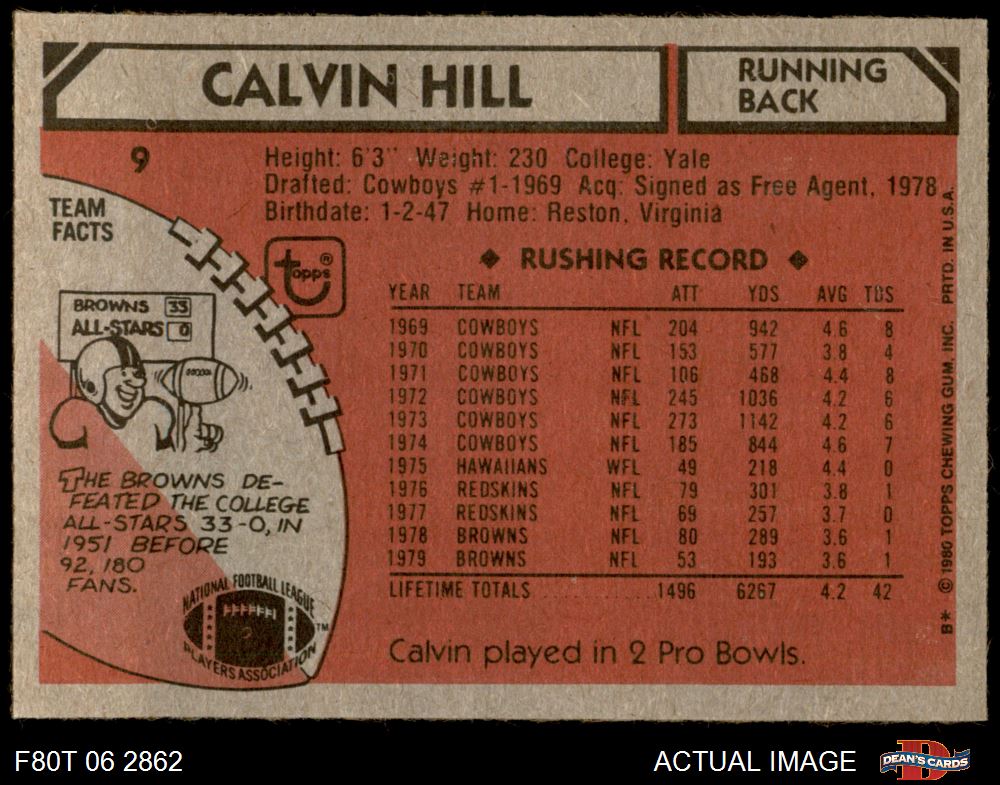 CALVIN HILL
RUNNING
BACK
9
Height: 6'3" Weight: 230 College: Yale
Drafted: Cowboys #1-1969 Acq: Signed as Free Agent, 1978
Birthdate: 1-2-47 Home: Reston, Virginia
TEAM
FACTS
topps ®
BROWNS 33
ALL-STARS 0
THE BROWNS DE-
FEATED THE COLLEGE
ALL-STARS 33-0, IN
1951 BEFORE
92,180
FANS.
NATIONAL FOOTBALL LEAGUE
PLAYERS ASSOCIATION
TM
◆ RUSHING RECORD ◆
YEAR TEAM ATT YDS AVG TDS
1969 COWBOYS NFL 204 942 4.6 8
1970 COWBOYS NFL 153 577 3.8 4
1971 COWBOYS NFL 106 468 4.4 8
1972 COWBOYS NFL 245 1036 4.2 6
1973 COWBOYS NFL 273 1142 4.2 6
1974 COWBOYS NFL 185 844 4.6 7
1975 HAWAIIANS WFL 49 218 4.4 0
1976 REDSKINS NFL 79 301 3.8 1
1977 REDSKINS NFL 69 257 3.7 0
1978 BROWNS NFL 80 289 3.6 1
1979 BROWNS NFL 53 193 3.6 1
LIFETIME TOTALS 1496 6267 4.2 42
Calvin played in 2 Pro Bowls.
B* © 1980 TOPPS CHEWING GUM, INC. PRTD. IN U.S.A.
F80T 06 2862
ACTUAL IMAGE
DEAN'S CARDS